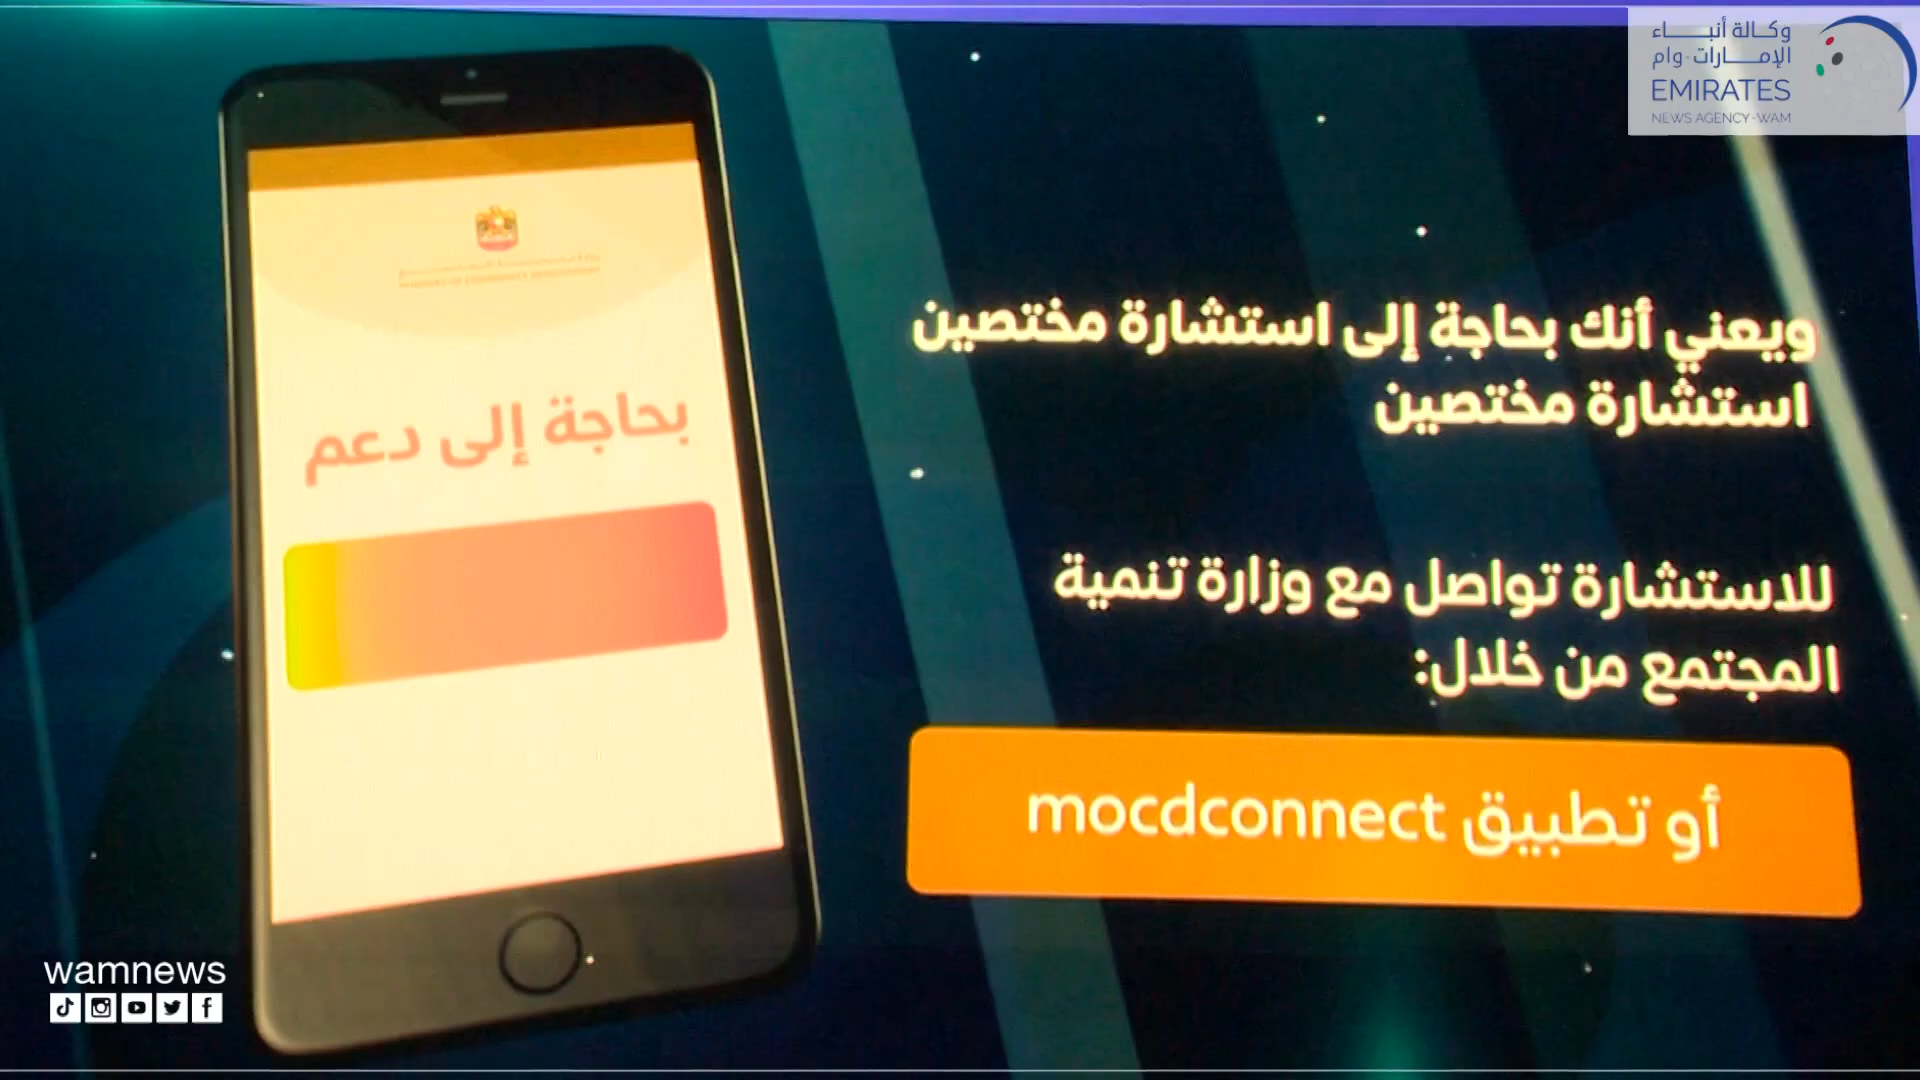 وكالة أنباء
الإمارات-وام
EMIRATES
NEWS AGENCY-WAM
بحاجة إلى دعم
ويعني أنك بحاجة إلى استشارة مختصين
استشارة مختصين
للاستشارة تواصل مع وزارة تنمية
المجتمع من خلال:
أو تطبيق mocdconnect
wamnews